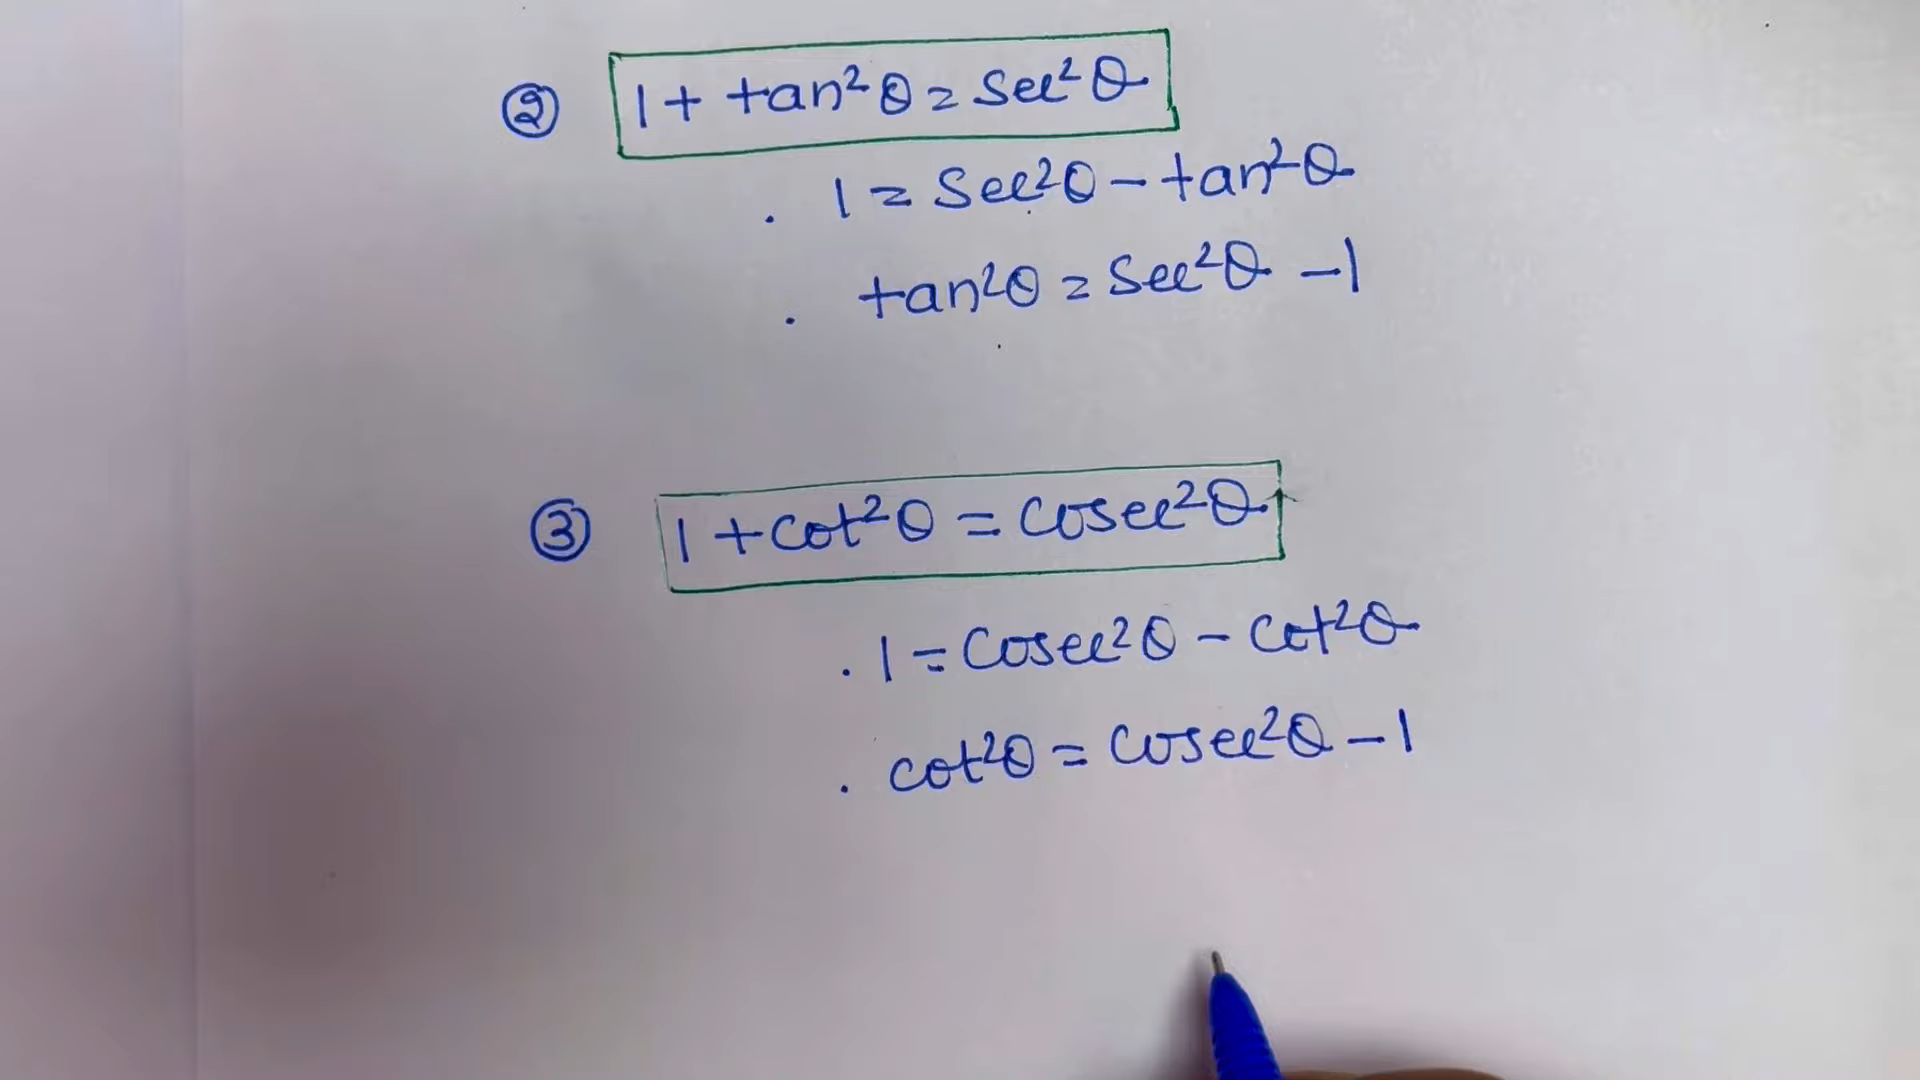 ② 1 + tan²θ = Sec²θ
. 1 = Sec²θ - tan²θ
. tan²θ = Sec²θ - 1
③ 1 + cot²θ = cosec²θ
. 1 = Cosec²θ - Cot²θ
. cot²θ = cosec²θ - 1